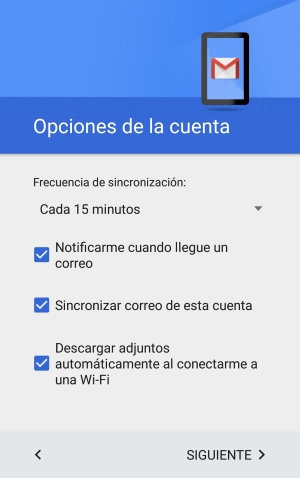 Opciones de la cuenta
Frecuencia de sincronización:
Cada 15 minutos
Notificarme cuando llegue un
correo
Sincronizar correo de esta cuenta
Descargar adjuntos
automáticamente al conectarme a
una Wi-Fi
SIGUIENTE